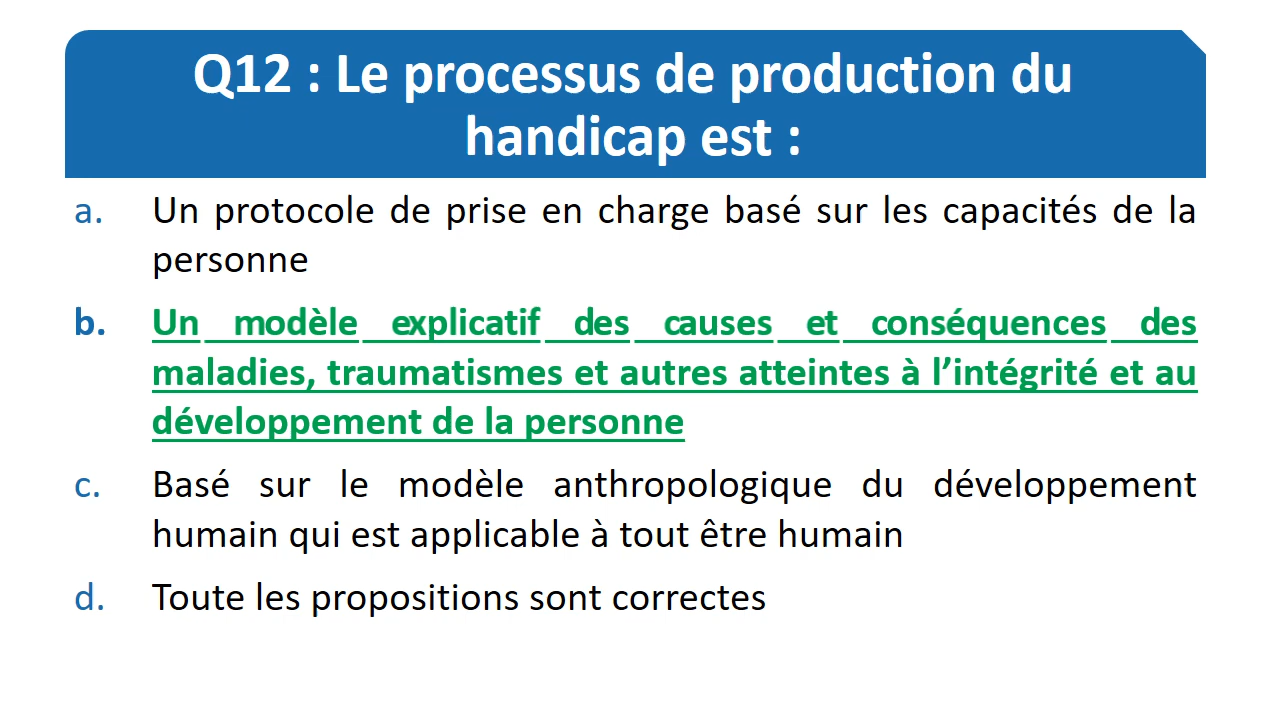 Q12 : Le processus de production du
handicap est :
a. Un protocole de prise en charge basé sur les capacités de la
personne
b. Un modèle explicatif des causes et conséquences des
maladies, traumatismes et autres atteintes à l’intégrité et au
développement de la personne
c. Basé sur le modèle anthropologique du développement
humain qui est applicable à tout être humain
d. Toute les propositions sont correctes